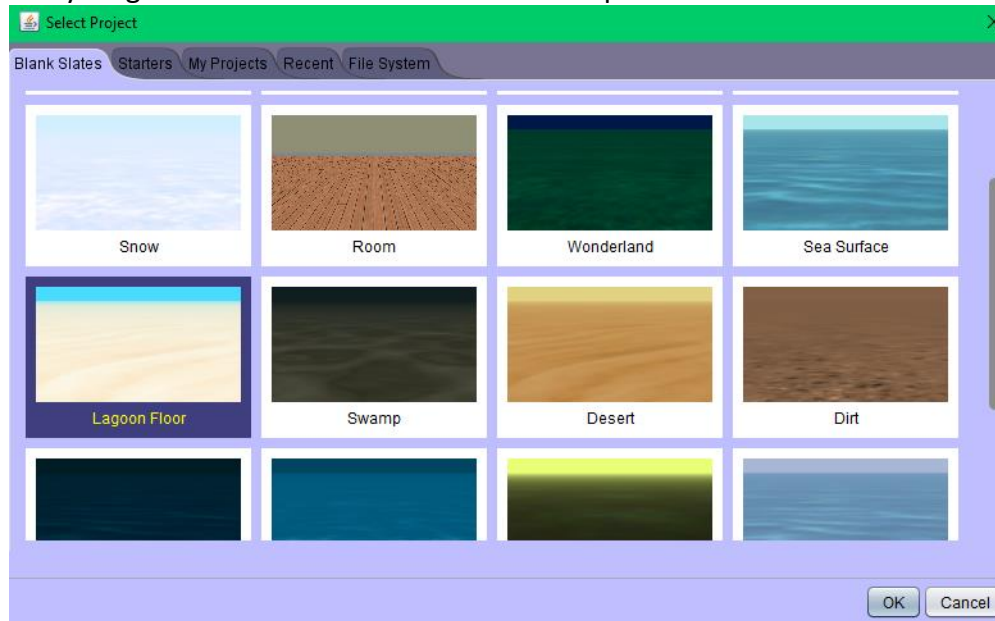 Select Project
Blank Slates Starters My Projects Recent File System
Snow Room Wonderland Sea Surface
Lagoon Floor Swamp Desert Dirt
OK Cancel